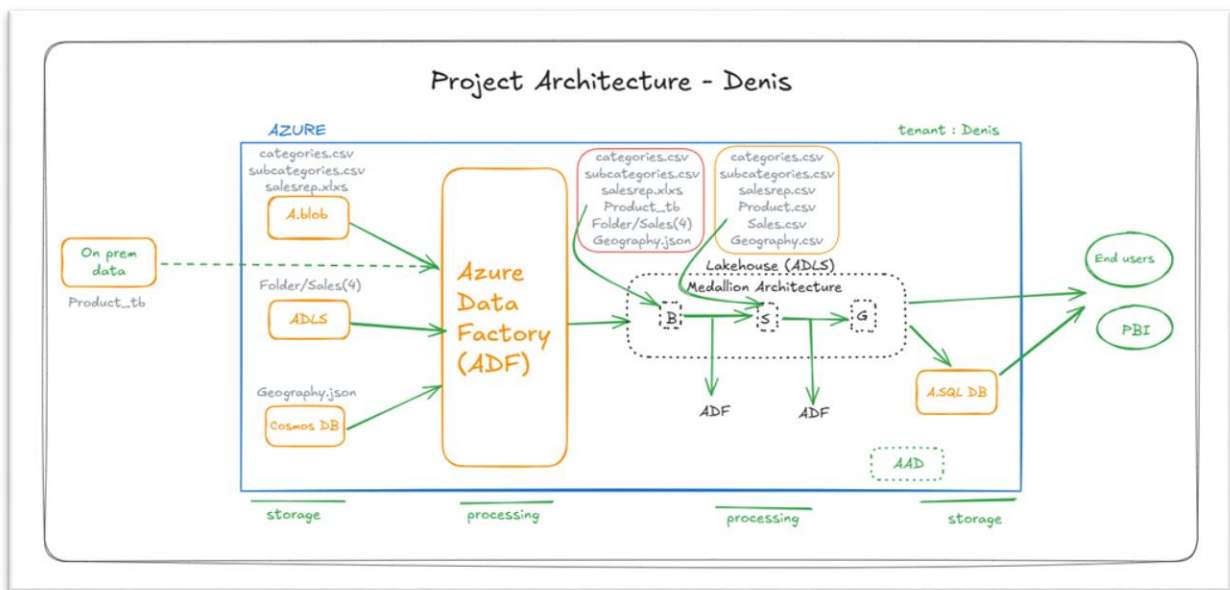 Project Architecture - Denis
AZURE
tenant : Denis
categories.csv
subcategories.csv
salesrep.xlxs
A.blob
On prem
data
Product_tb
Folder/Sales(4)
ADLS
Geography.json
Cosmos DB
Azure
Data
Factory
(ADF)
categories.csv
subcategories.csv
salesrep.xlxs
Product_tb
Folder/Sales(4)
Geography.json
categories.csv
subcategories.csv
salesrep.csv
Product.csv
Sales.csv
Geography.csv
Lakehouse (ADLS)
Medallion Architecture
B
S
G
ADF
ADF
A.SQL DB
AAD
End users
PBI
storage
processing
processing
storage